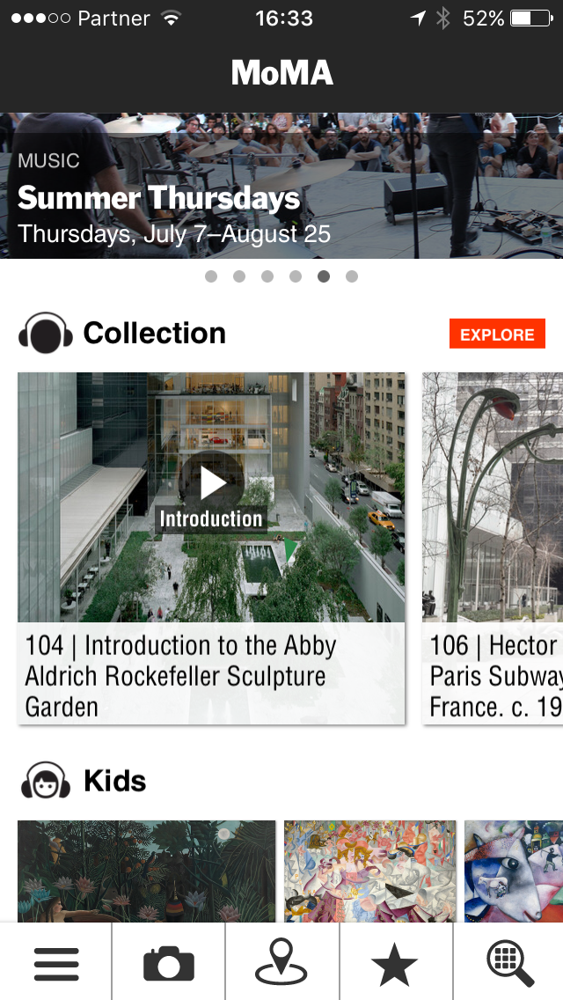 Partner 16:33 52%
MoMA
MUSIC
Summer Thursdays
Thursdays, July 7–August 25
Collection EXPLORE
Introduction
104 | Introduction to the Abby
Aldrich Rockefeller Sculpture
Garden
106 | Hector
Paris Subway
France. c. 19
Kids